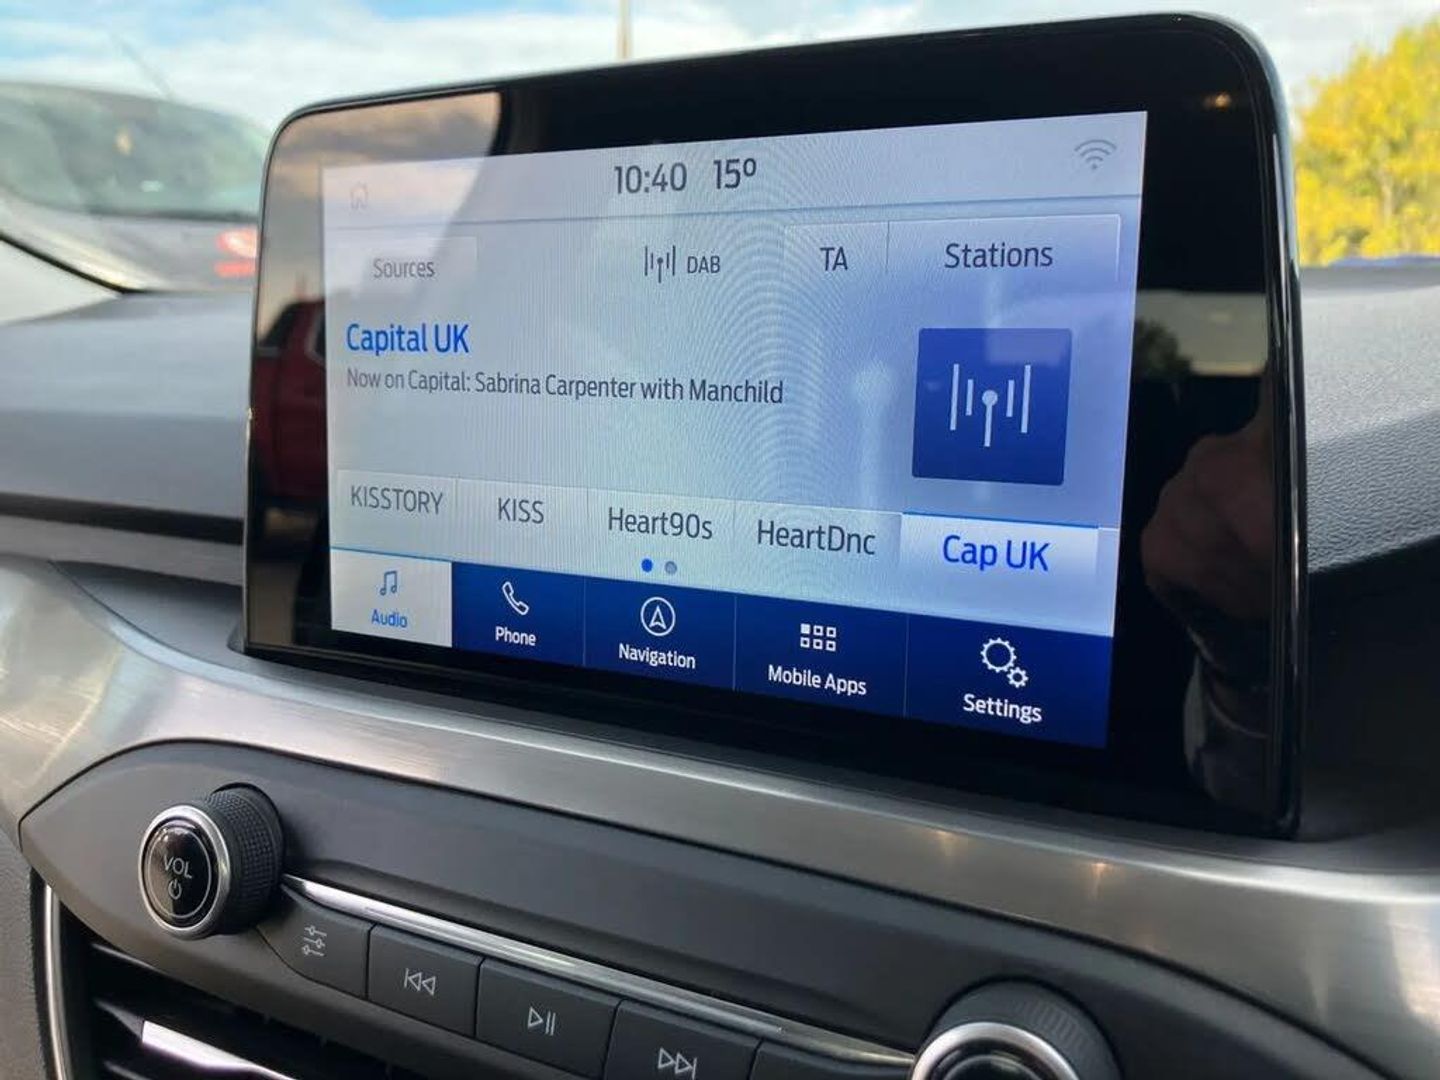 10:40 15º
Sources DAB TA Stations
Capital UK
Now on Capital: Sabrina Carpenter with Manchild
KISSTORY KISS Heart90s HeartDnc Cap UK
Audio Phone Navigation Mobile Apps Settings
VOL